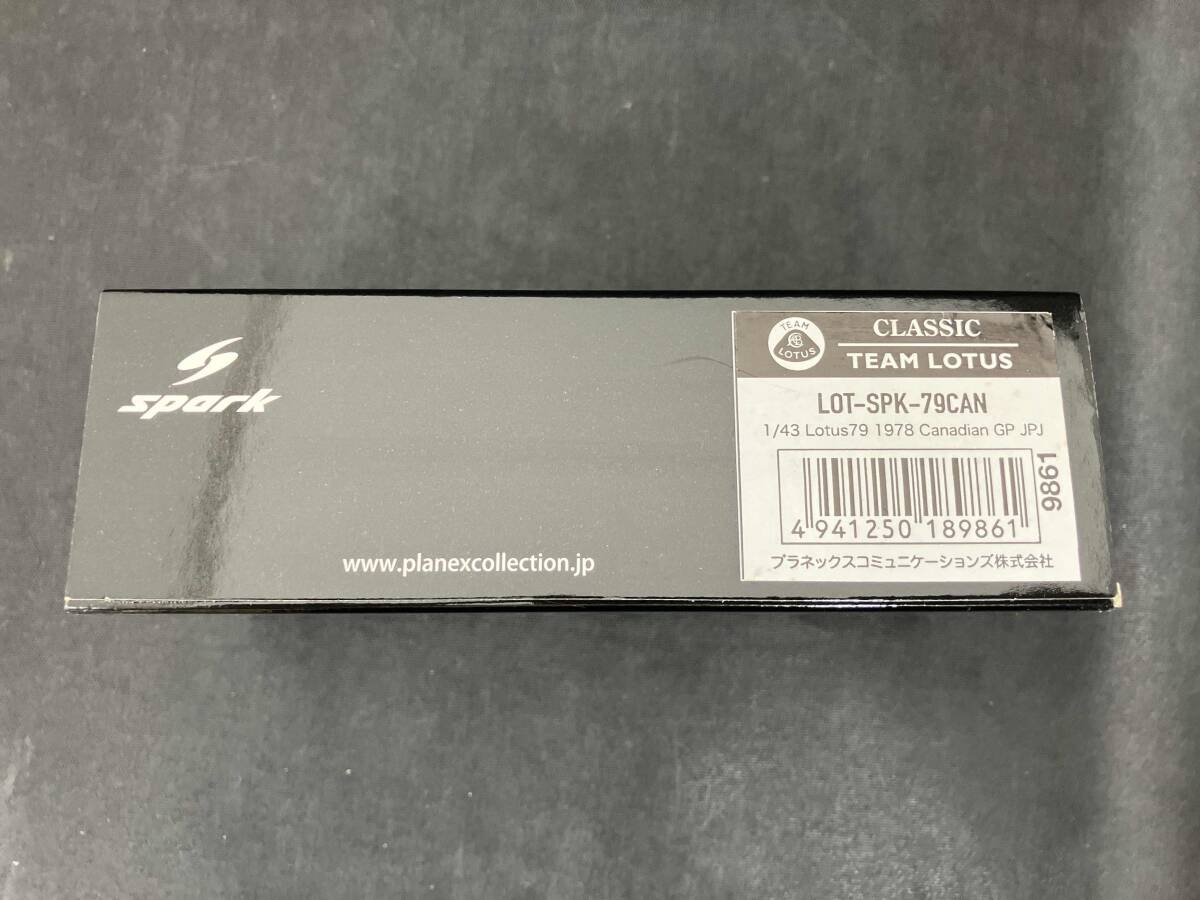 spark
www.planexcollection.jp
TEAM
LOTUS
CLASSIC
TEAM LOTUS
LOT-SPK-79CAN
1/43 Lotus79 1978 Canadian GP JPJ
4 941250 189861
9861
プラネックスコミュニケーションズ株式会社